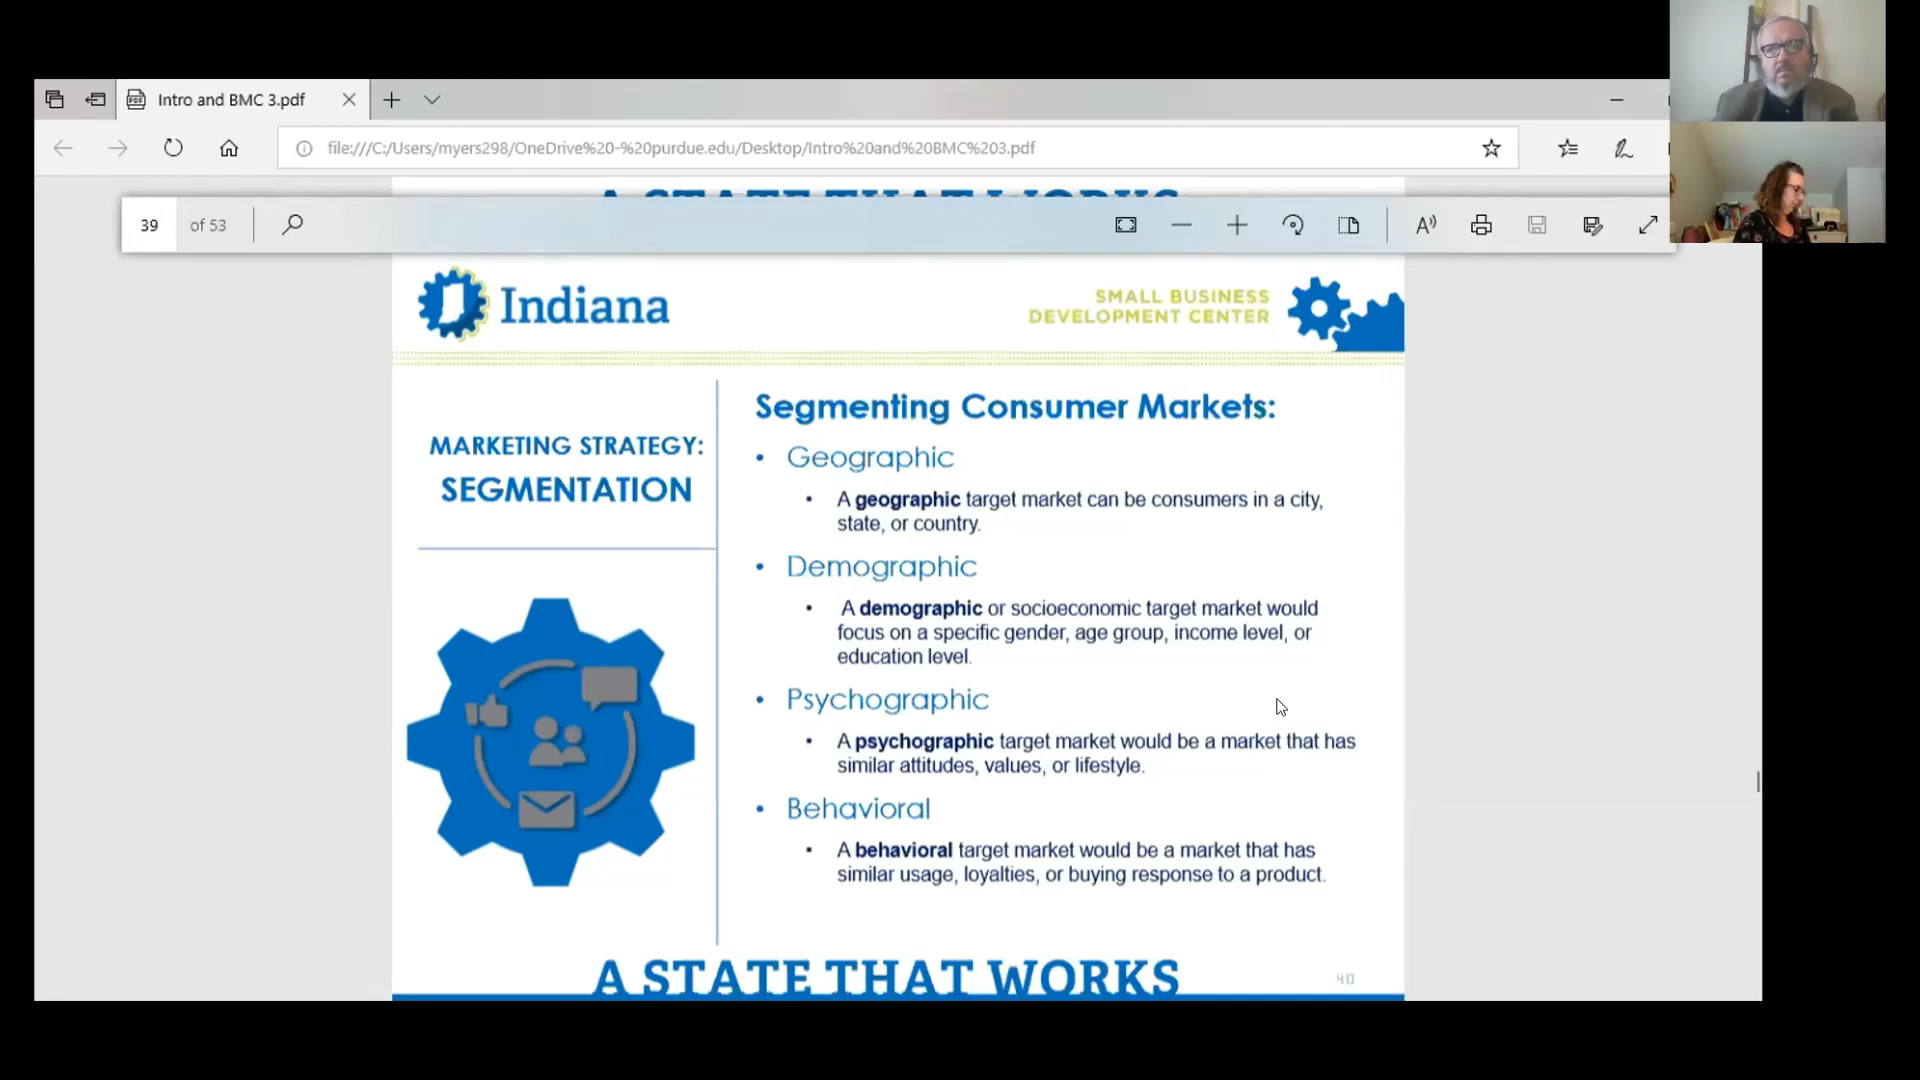 Intro and BMC 3.pdf
file:///C:/Users/myers298/OneDrive%20-%20purdue.edu/Desktop/Intro%20and%20BMC%203.pdf
A STATE THAT WORKS
39 of 53
Indiana
SMALL BUSINESS
DEVELOPMENT CENTER
MARKETING STRATEGY:
SEGMENTATION
Segmenting Consumer Markets:
• Geographic
• A geographic target market can be consumers in a city,
state, or country.
• Demographic
• A demographic or socioeconomic target market would
focus on a specific gender, age group, income level, or
education level.
• Psychographic
• A psychographic target market would be a market that has
similar attitudes, values, or lifestyle.
• Behavioral
• A behavioral target market would be a market that has
similar usage, loyalties, or buying response to a product.
A STATE THAT WORKS
40